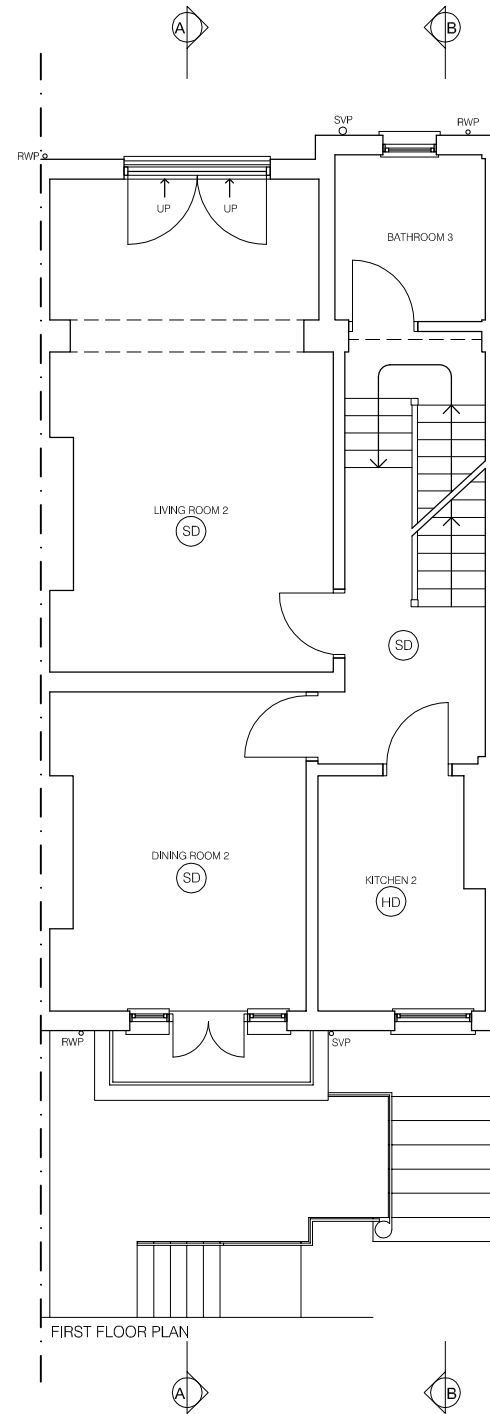 A
B
SVP
RWP
RWP
UP
UP
BATHROOM 3
LIVING ROOM 2
SD
SD
DINING ROOM 2
SD
KITCHEN 2
HD
RWP
SVP
FIRST FLOOR PLAN
A
B